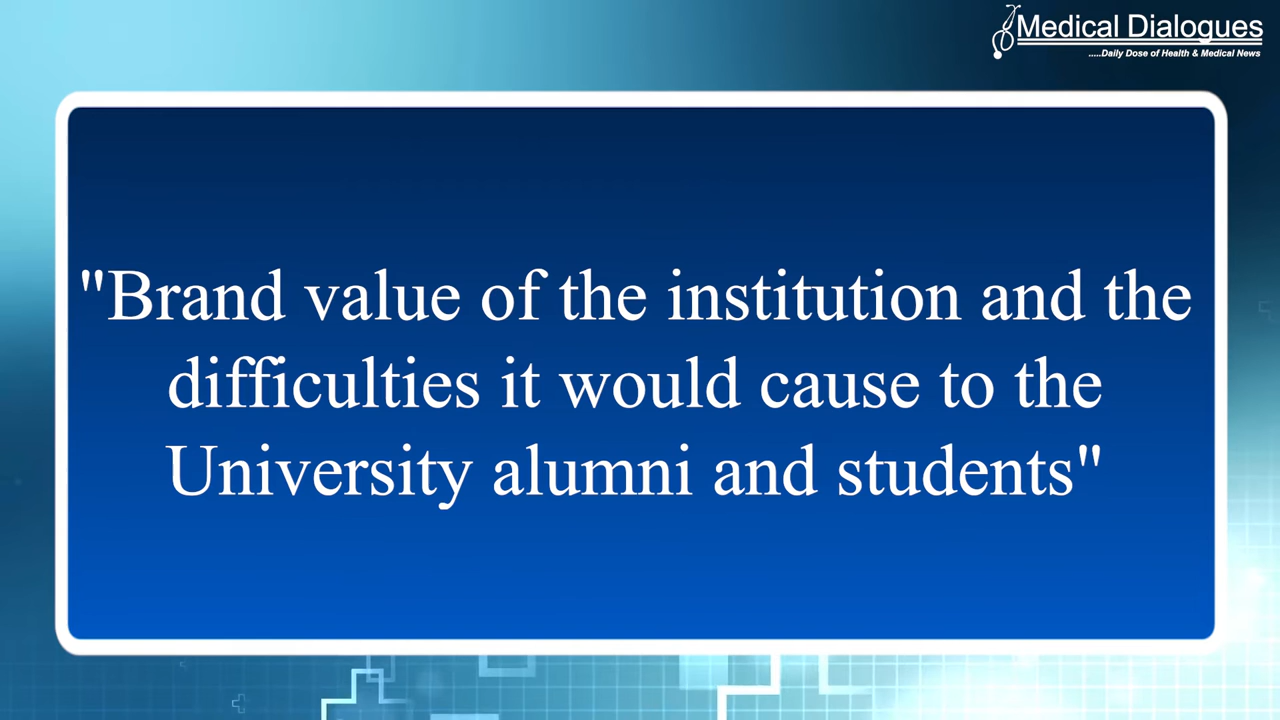 Medical Dialogues
.....Daily Dose of Health & Medical News
"Brand value of the institution and the
difficulties it would cause to the
University alumni and students"